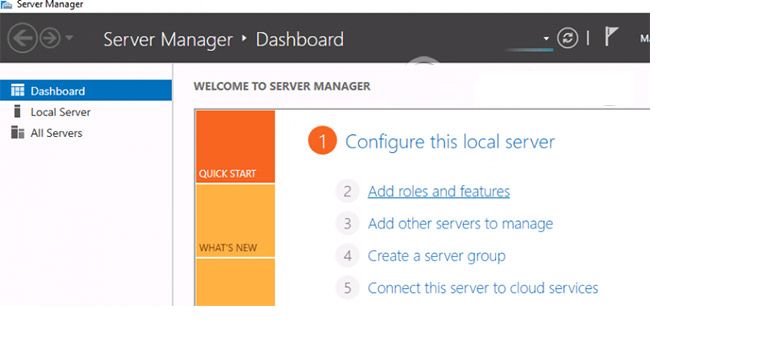 Server Manager
Server Manager ‣ Dashboard
Dashboard
Local Server
All Servers
WELCOME TO SERVER MANAGER
QUICK START
WHAT'S NEW
1 Configure this local server
2 Add roles and features
3 Add other servers to manage
4 Create a server group
5 Connect this server to cloud services